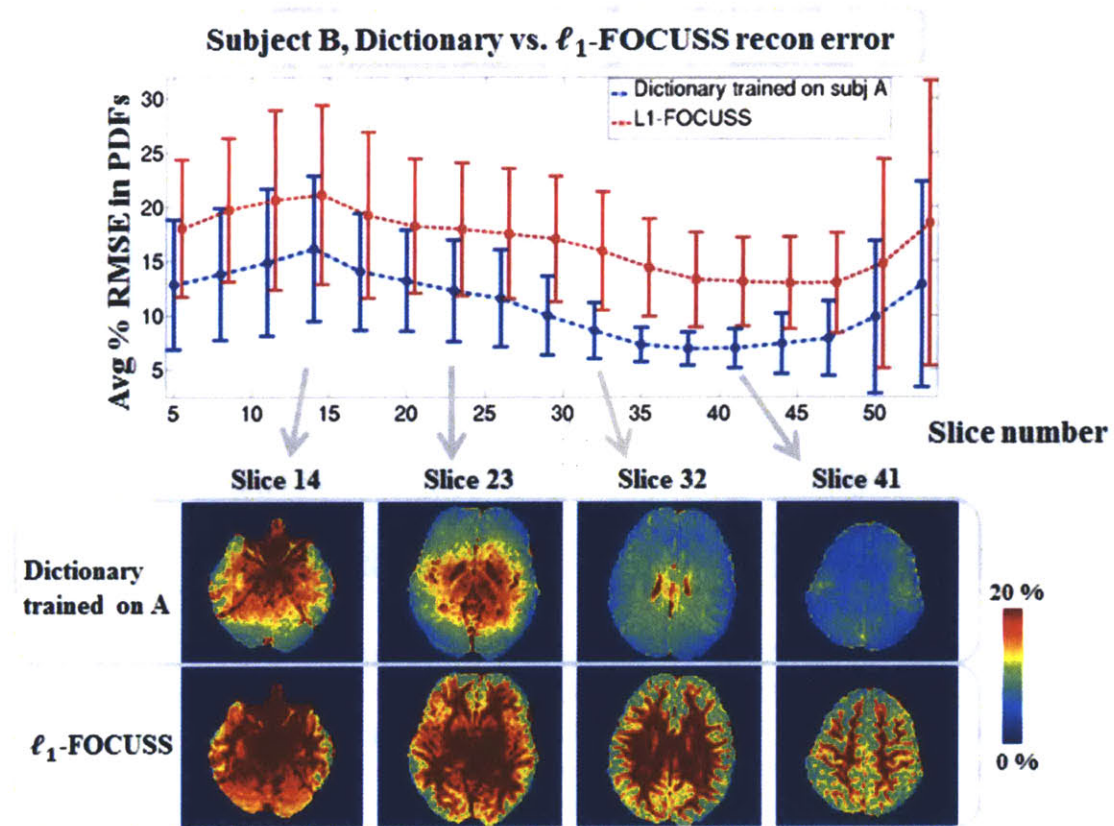 Subject B, Dictionary vs. ℓ₁-FOCUSS recon error
Avg % RMSE in PDFs
30
25
20
15
10
5
Dictionary trained on subj A
L1-FOCUSS
5 10 15 20 25 30 35 40 45 50
Slice number
Slice 14 Slice 23 Slice 32 Slice 41
Dictionary
trained on A
20 %
ℓ₁-FOCUSS
0 %